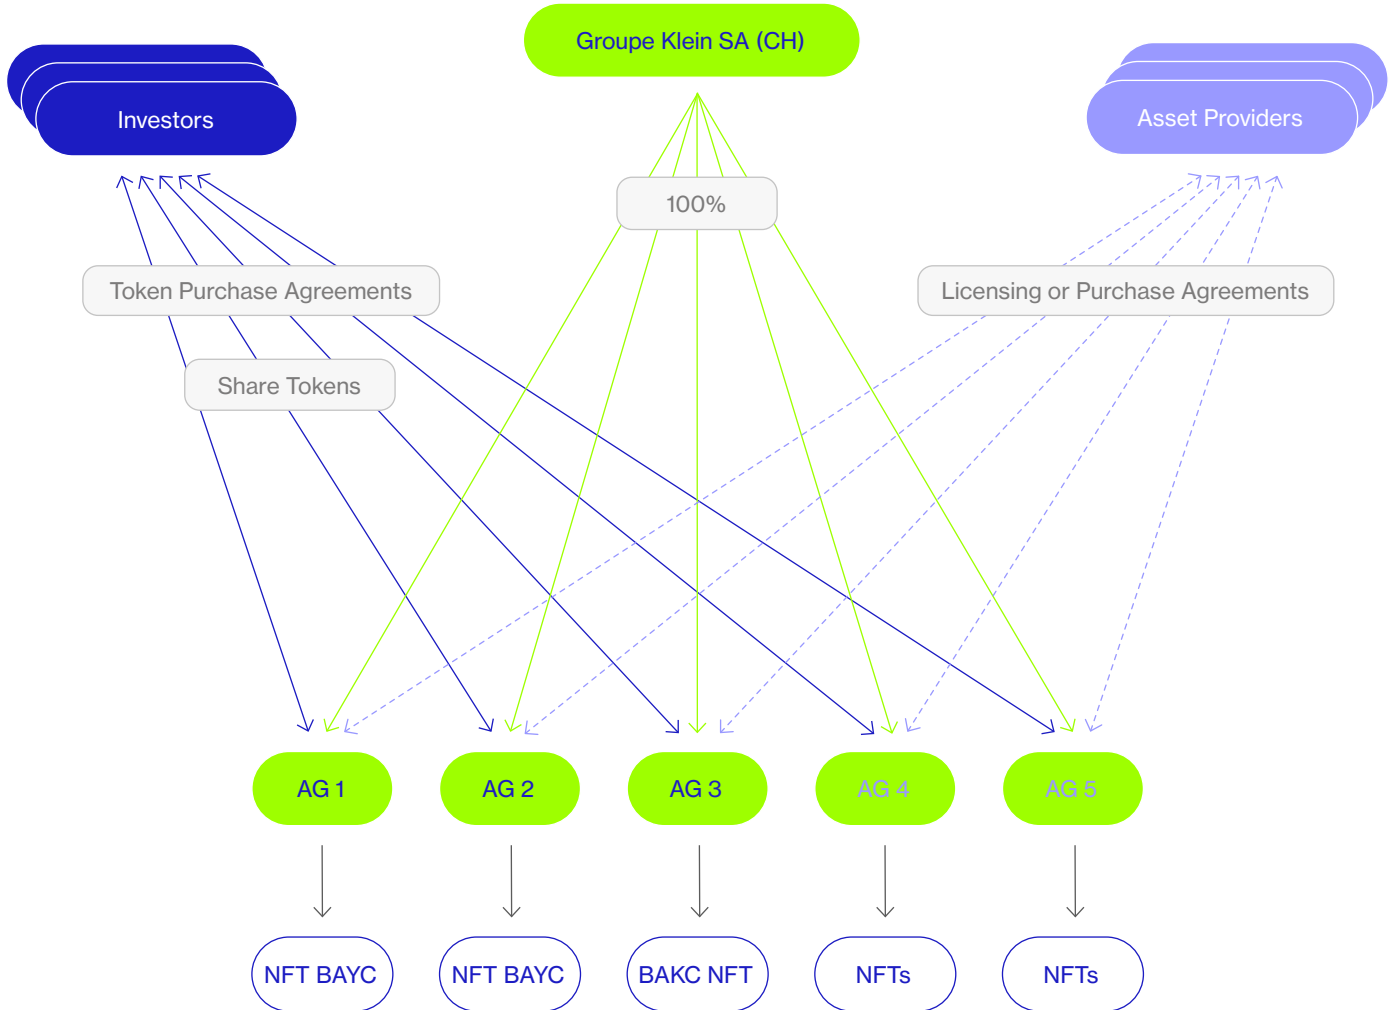 Groupe Klein SA (CH)
Investors
Asset Providers
100%
Token Purchase Agreements
Licensing or Purchase Agreements
Share Tokens
AG 1
AG 2
AG 3
AG 4
AG 5
NFT BAYC
NFT BAYC
BAKC NFT
NFTs
NFTs